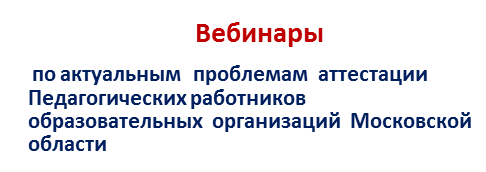 Вебинары
по актуальным проблемам аттестации
Педагогических работников
образовательных организаций Московской
области